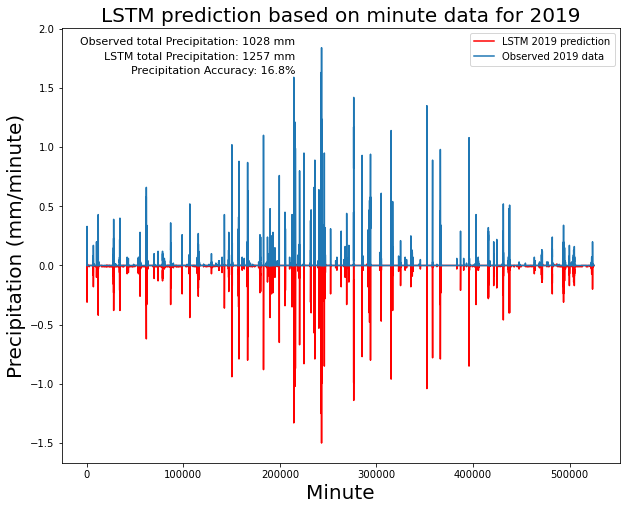 LSTM prediction based on minute data for 2019
Observed total Precipitation: 1028 mm
LSTM total Precipitation: 1257 mm
Precipitation Accuracy: 16.8%
LSTM 2019 prediction
Observed 2019 data
Precipitation (mm/minute)
2.0
1.5
1.0
0.5
0.0
−0.5
−1.0
−1.5
0 100000 200000 300000 400000 500000
Minute